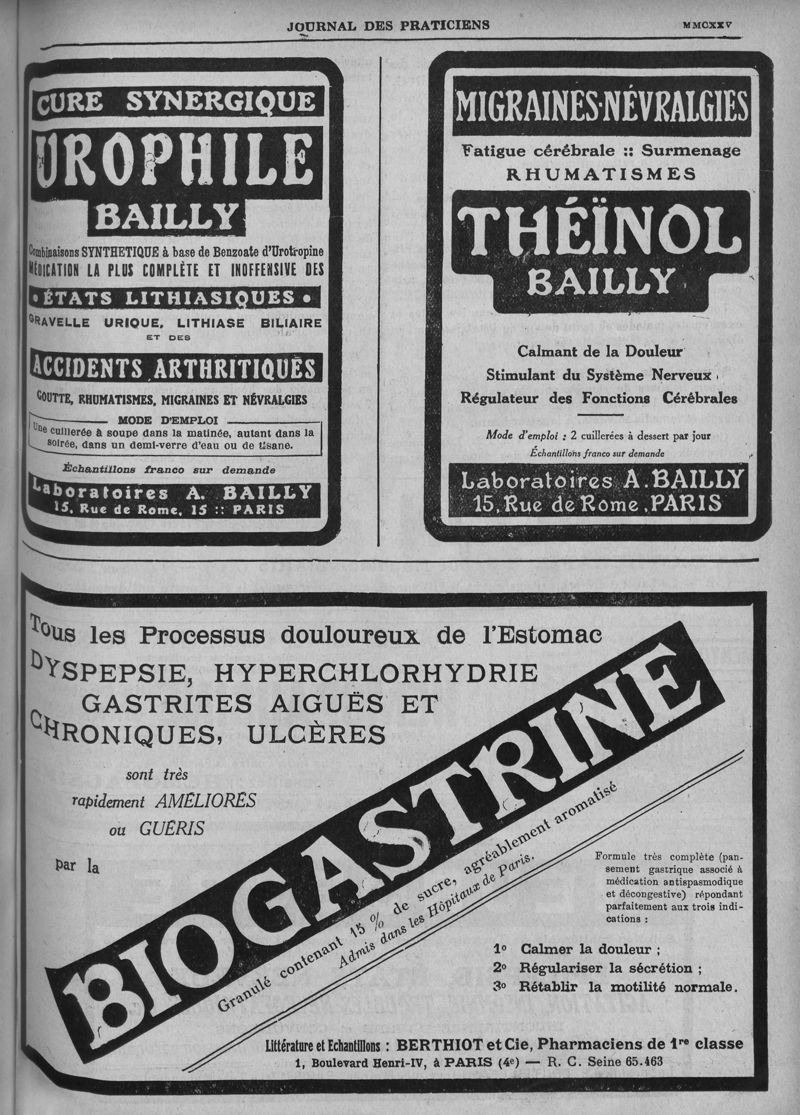 JOURNAL DES PRATICIENS
MMCXXV
CURE SYNERGIQUE
UROPHILE
BAILLY
Combinaisons SYNTHETIQUE à base de Benzoate d'Urotropine
MÉDICATION LA PLUS COMPLÈTE ET INOFFENSIVE DES
• ÉTATS LITHIASIQUES •
GRAVELLE URIQUE, LITHIASE BILIAIRE
ET DES
ACCIDENTS ARTHRITIQUES
GOUTTE, RHUMATISMES, MIGRAINES ET NÉVRALGIES
MODE D'EMPLOI
Une cuillerée à soupe dans la matinée, autant dans la
soirée, dans un demi-verre d'eau ou de tisane.
Échantillons franco sur demande
Laboratoires A. BAILLY
15, Rue de Rome, 15 :: PARIS
MIGRAINES·NÉVRALGIES
Fatigue cérébrale :: Surmenage
RHUMATISMES
THÉÏNOL
BAILLY
Calmant de la Douleur
Stimulant du Système Nerveux
Régulateur des Fonctions Cérébrales
Mode d'emploi : 2 cuillerées à dessert par jour
Échantillons franco sur demande
Laboratoires A. BAILLY
15, Rue de Rome, PARIS
Tous les Processus douloureux de l'Estomac
DYSPEPSIE, HYPERCHLORHYDRIE
GASTRITES AIGUËS ET
CHRONIQUES, ULCÈRES
sont très
rapidement AMÉLIORÉS
ou GUÉRIS
par la
BIOGASTRINE
Granulé contenant 15 % de sucre, agréablement aromatisé
Admis dans les Hôpitaux de Paris.
Formule très complète (pan-
sement gastrique associé à
médication antispasmodique
et décongestive) répondant
parfaitement aux trois indi-
cations :
1º Calmer la douleur ;
2º Régulariser la sécrétion ;
3º Rétablir la motilité normale.
Littérature et Echantillons : BERTHIOT et Cie, Pharmaciens de 1re classe
1, Boulevard Henri-IV, à PARIS (4e) — R. C. Seine 65.463